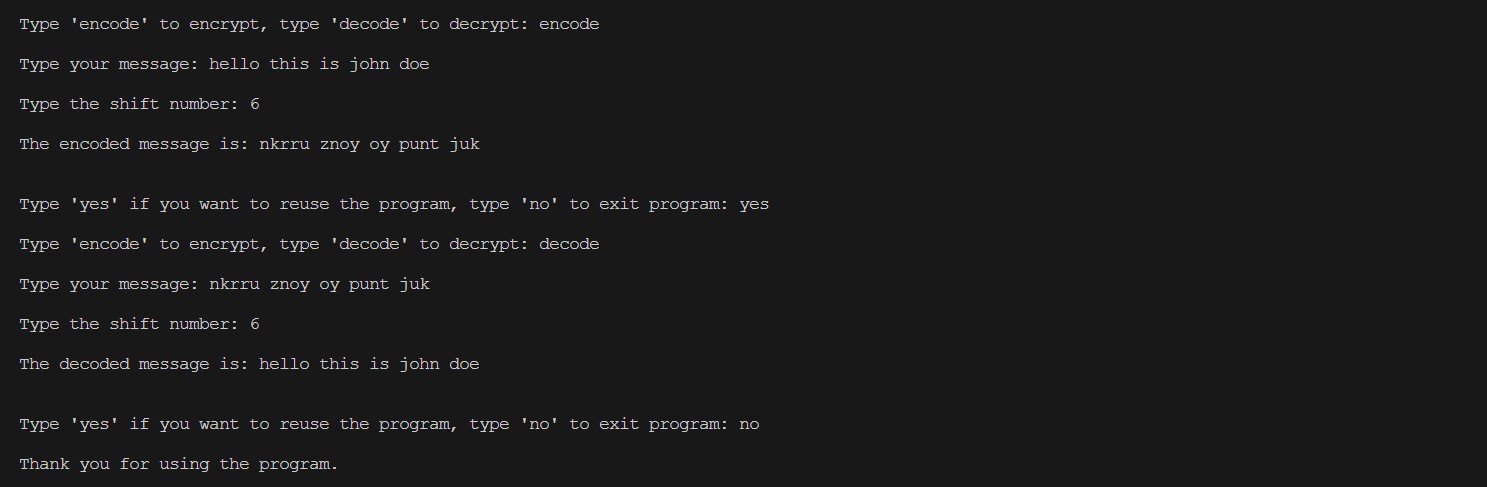 Type 'encode' to encrypt, type 'decode' to decrypt: encode
Type your message: hello this is john doe
Type the shift number: 6
The encoded message is: nkrru znoy oy punt juk
Type 'yes' if you want to reuse the program, type 'no' to exit program: yes
Type 'encode' to encrypt, type 'decode' to decrypt: decode
Type your message: nkrru znoy oy punt juk
Type the shift number: 6
The decoded message is: hello this is john doe
Type 'yes' if you want to reuse the program, type 'no' to exit program: no
Thank you for using the program.